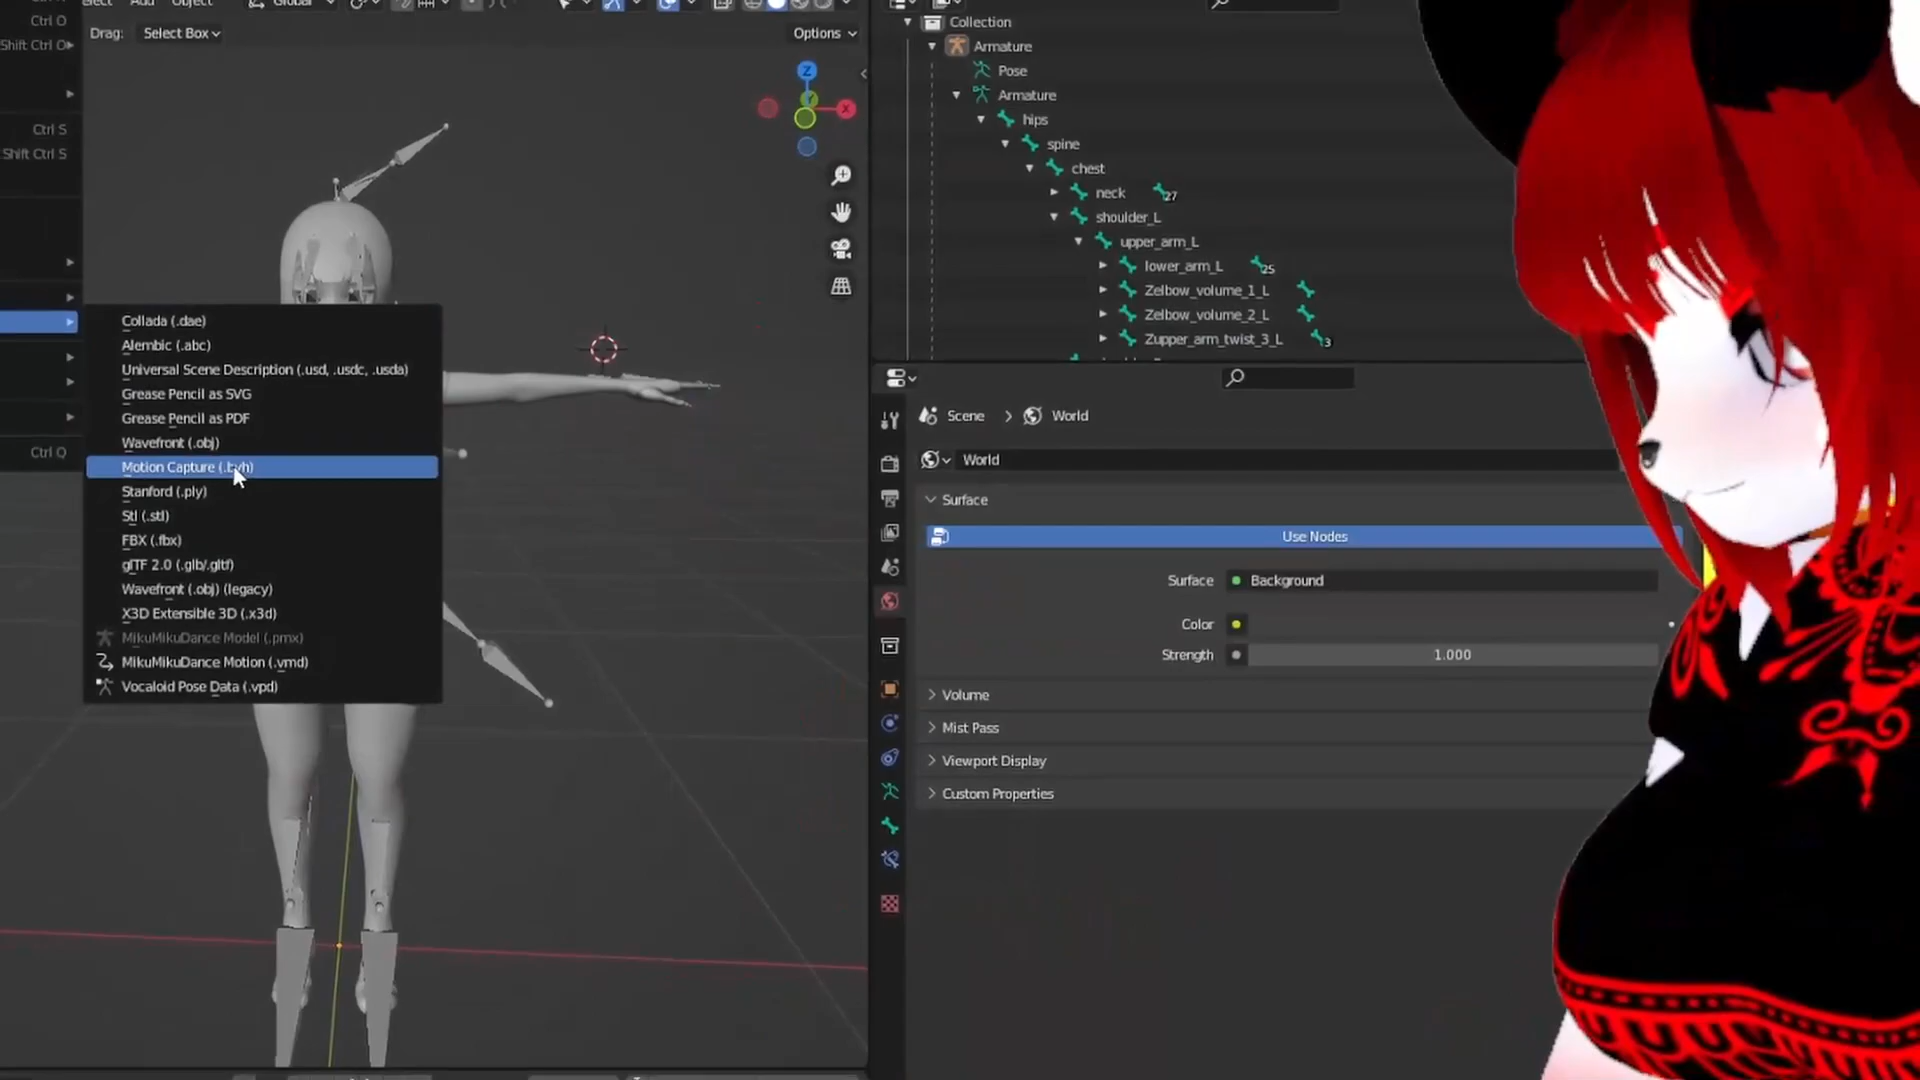 Add
Object
Global
Drag:
Select Box
Options
Ctrl O
Shift Ctrl O
Ctrl S
Shift Ctrl S
Ctrl Q
Z
X
Collada (.dae)
Alembic (.abc)
Universal Scene Description (.usd, .usdc, .usda)
Grease Pencil as SVG
Grease Pencil as PDF
Wavefront (.obj)
Motion Capture (.bvh)
Stanford (.ply)
Stl (.stl)
FBX (.fbx)
glTF 2.0 (.glb/.gltf)
Wavefront (.obj) (legacy)
X3D Extensible 3D (.x3d)
MikuMikuDance Model (.pmx)
MikuMikuDance Motion (.vmd)
Vocaloid Pose Data (.vpd)
Collection
Armature
Pose
Armature
hips
spine
chest
neck 27
shoulder_L
upper_arm_L
lower_arm_L 25
Zelbow_volume_1_L
Zelbow_volume_2_L
Zupper_arm_twist_3_L 3
Scene
World
World
Surface
Use Nodes
Surface
Background
Color
Strength
1.000
Volume
Mist Pass
Viewport Display
Custom Properties